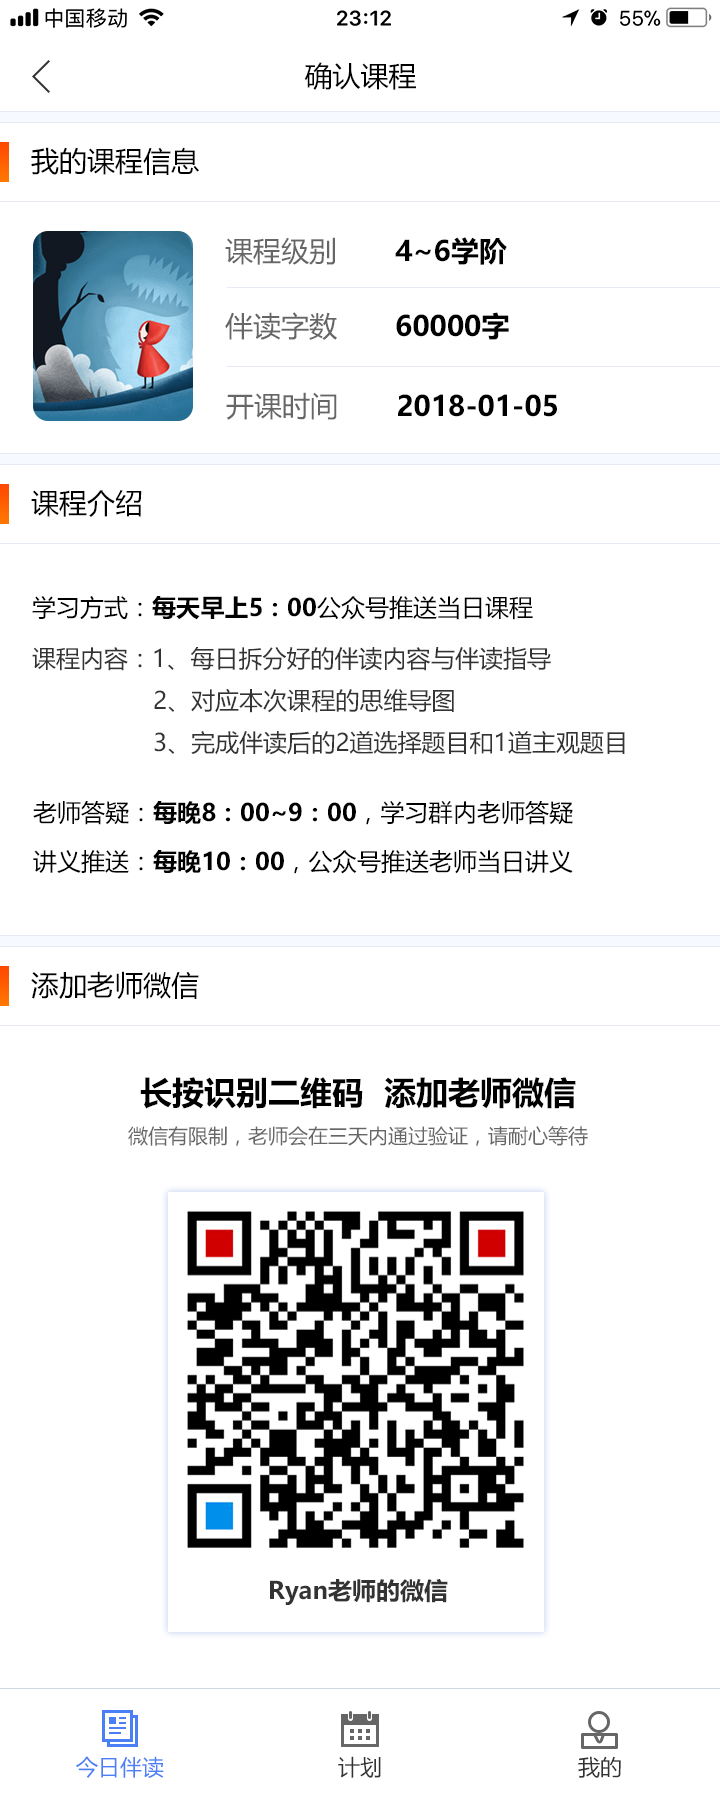 中国移动 23:12 55%
确认课程
我的课程信息
课程级别 4~6学阶
伴读字数 60000字
开课时间 2018-01-05
课程介绍
学习方式：每天早上5：00公众号推送当日课程
课程内容：1、每日拆分好的伴读内容与伴读指导
2、对应本次课程的思维导图
3、完成伴读后的2道选择题目和1道主观题目
老师答疑：每晚8：00~9：00，学习群内老师答疑
讲义推送：每晚10：00，公众号推送老师当日讲义
添加老师微信
长按识别二维码 添加老师微信
微信有限制，老师会在三天内通过验证，请耐心等待
Ryan老师的微信
今日伴读 计划 我的